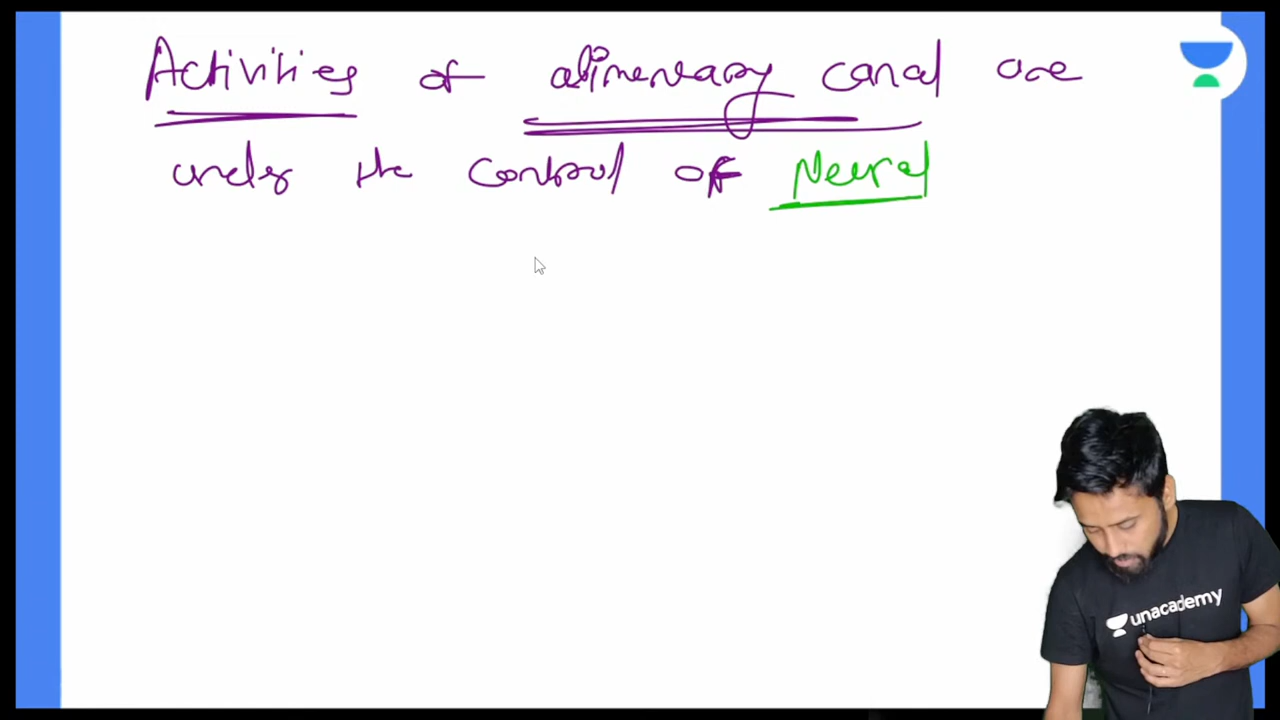 Activities of alimentary canal are
under the control of Neural
unacademy